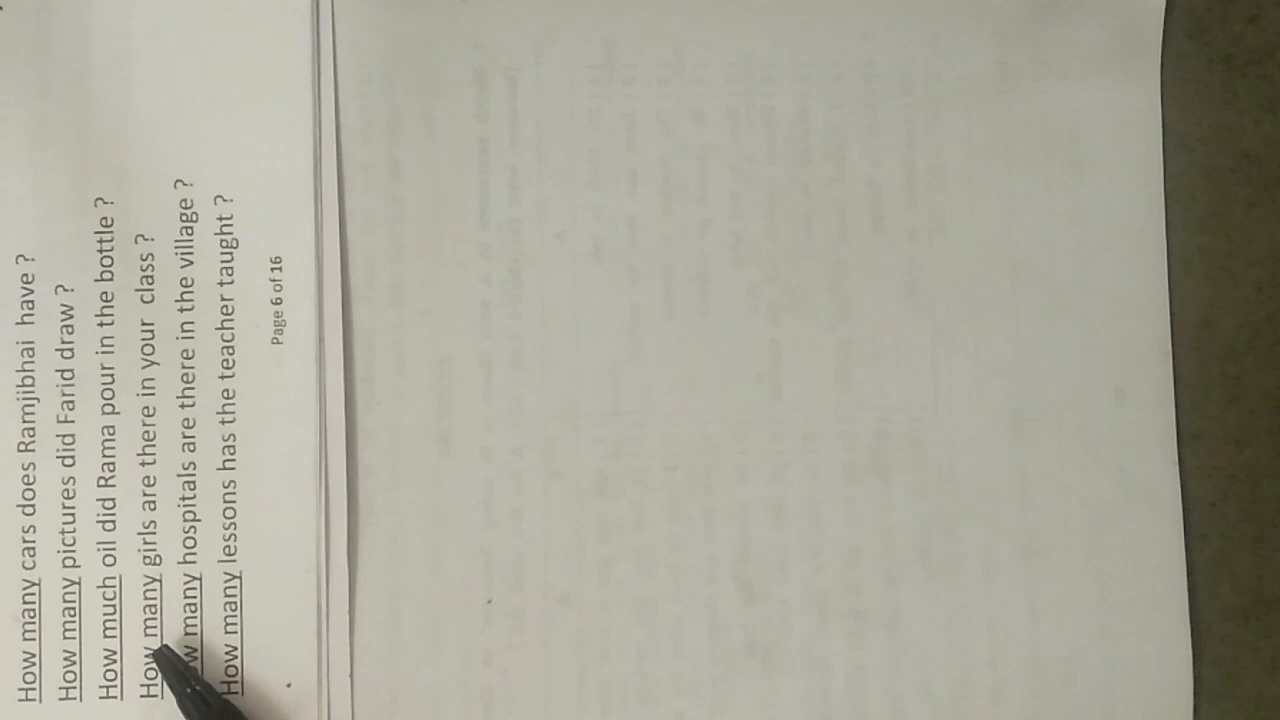 How many cars does Ramjibhai have ?
How many pictures did Farid draw ?
How much oil did Rama pour in the bottle ?
How many girls are there in your class ?
many hospitals are there in the village ?
How many lessons has the teacher taught ?
Page 6 of 16